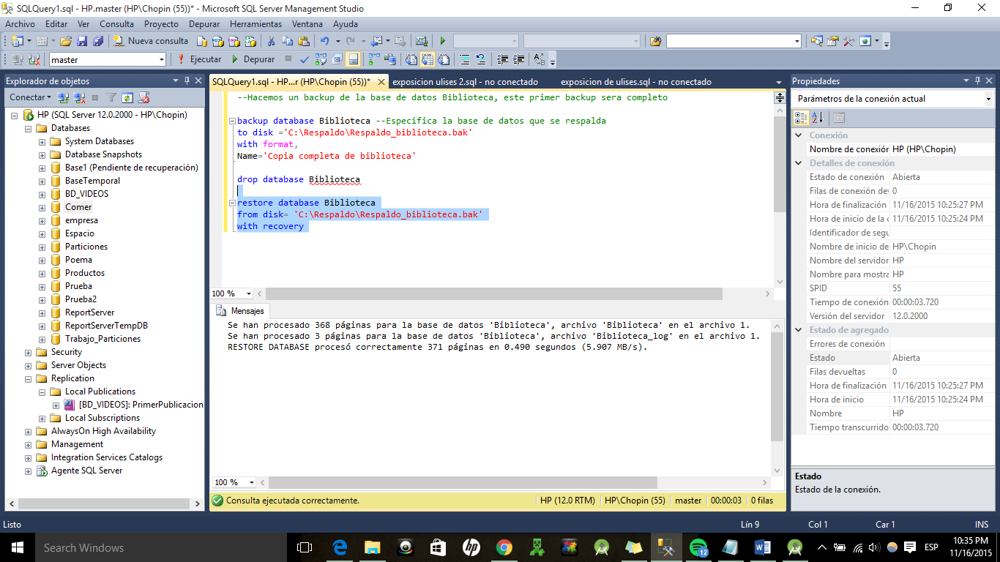 SQLQuery1.sql - HP.master (HP\Chopin (55))* - Microsoft SQL Server Management Studio
Archivo Editar Ver Consulta Proyecto Depurar Herramientas Ventana Ayuda
Nueva consulta
master
Ejecutar Depurar
Explorador de objetos
Conectar
HP (SQL Server 12.0.2000 - HP\Chopin)
Databases
System Databases
Database Snapshots
Base1 (Pendiente de recuperación)
BaseTemporal
BD_VIDEOS
Comer
empresa
Espacio
Particiones
Poema
Productos
Prueba
Prueba2
ReportServer
ReportServerTempDB
Trabajo_Particiones
Security
Server Objects
Replication
Local Publications
[BD_VIDEOS]: PrimerPublicacion
Local Subscriptions
AlwaysOn High Availability
Management
Integration Services Catalogs
Agente SQL Server
SQLQuery1.sql - HP...r (HP\Chopin (55))* exposicion ulises 2.sql - no conectado exposicion de ulises.sql - no conectado
--Hacemos un backup de la base de datos Biblioteca, este primer backup sera completo
backup database Biblioteca --Especifica la base de datos que se respalda
to disk ='C:\Respaldo\Respaldo_biblioteca.bak'
with format,
Name='Copia completa de biblioteca'
drop database Biblioteca
restore database Biblioteca
from disk= 'C:\Respaldo\Respaldo_biblioteca.bak'
with recovery
100 %
Mensajes
Se han procesado 368 páginas para la base de datos 'Biblioteca', archivo 'Biblioteca' en el archivo 1.
Se han procesado 3 páginas para la base de datos 'Biblioteca', archivo 'Biblioteca_log' en el archivo 1.
RESTORE DATABASE procesó correctamente 371 páginas en 0.490 segundos (5.907 MB/s).
100 %
Consulta ejecutada correctamente. HP (12.0 RTM) HP\Chopin (55) master 00:00:03 0 filas
Propiedades
Parámetros de la conexión actual
Conexión
Nombre de conexión HP (HP\Chopin)
Detalles de conexión
Estado de conexión Abierta
Filas de conexión de 0
Hora de finalización 11/16/2015 10:25:27 PM
Hora de inicio de la 11/16/2015 10:25:24 PM
Identificador de segu
Nombre de inicio de HP\Chopin
Nombre del servidor HP
Nombre para mostra HP
SPID 55
Tiempo de conexión 00:00:03.720
Versión del servidor 12.0.2000
Estado de agregado
Errores de conexión
Estado Abierta
Filas devueltas 0
Hora de finalización 11/16/2015 10:25:27 PM
Hora de inicio 11/16/2015 10:25:24 PM
Nombre HP
Tiempo transcurrido 00:00:03.720
Estado
Estado de la conexión.
Listo Lín 9 Col 1 Car 1 INS
Search Windows
hp
12
ESP
10:35 PM
11/16/2015